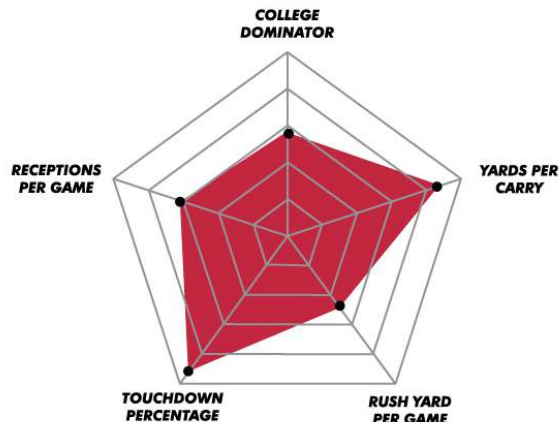 COLLEGE
DOMINATOR
RECEPTIONS
PER GAME
YARDS PER
CARRY
TOUCHDOWN
PERCENTAGE
RUSH YARD
PER GAME